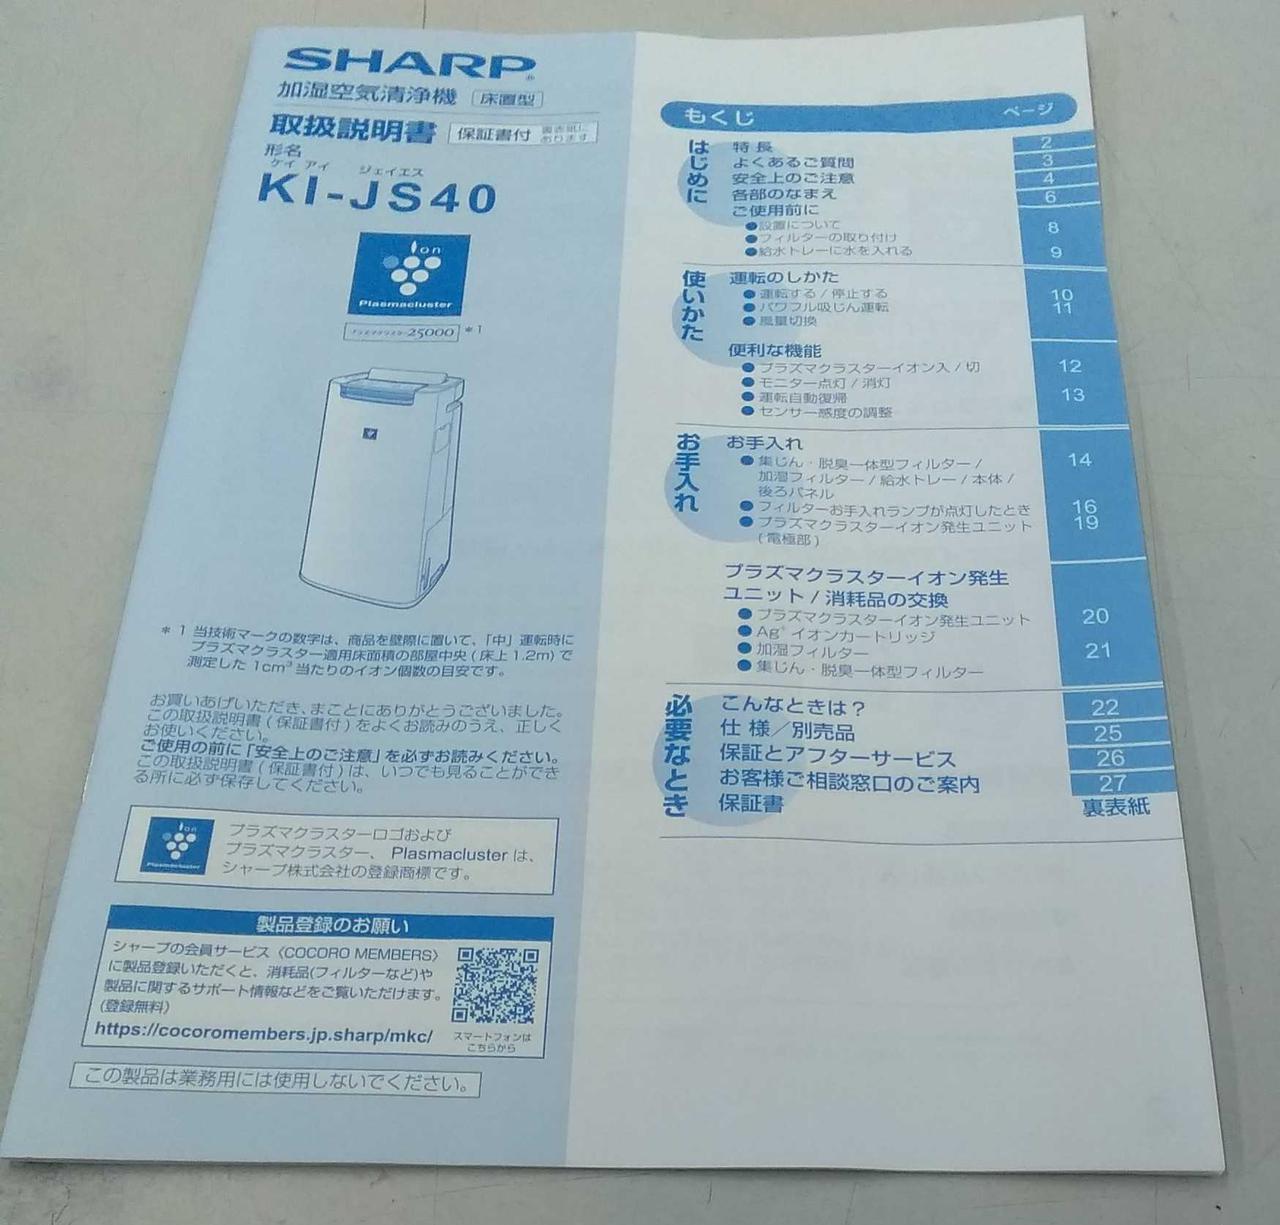 SHARP®
加湿空気清浄機 床置型
取扱説明書 保証書付 裏表紙に
あります
形名
ケイ アイ ジェイエス
KI-JS40
ion
Plasmacluster
プラズマクラスター25000 *1
* 1 当技術マークの数字は、商品を壁際に置いて、「中」運転時に
プラズマクラスター適用床面積の部屋中央(床上1.2m)で
測定した1cm³当たりのイオン個数の目安です。
お買いあげいただき、まことにありがとうございました。
この取扱説明書(保証書付)をよくお読みのうえ、正しく
お使いください。
ご使用の前に「安全上のご注意」を必ずお読みください。
この取扱説明書(保証書付)は、いつでも見ることができ
る所に必ず保存してください。
ion
Plasmacluster
プラズマクラスターロゴおよび
プラズマクラスター、Plasmacluster は、
シャープ株式会社の登録商標です。
製品登録のお願い
シャープの会員サービス〈COCORO MEMBERS〉
に製品登録いただくと、消耗品(フィルターなど)や
製品に関するサポート情報などをご覧いただけます。
(登録無料)
https://cocoromembers.jp.sharp/mkc/
スマートフォンは
こちらから
この製品は業務用には使用しないでください。
もくじ ページ
はじめに
特長 2
よくあるご質問 3
安全上のご注意 4
各部のなまえ 6
ご使用前に
●設置について 8
●フィルターの取り付け
●給水トレーに水を入れる 9
使いかた
運転のしかた
●運転する/停止する 10
●パワフル吸じん運転 11
●風量切換
便利な機能
●プラズマクラスターイオン入/切 12
●モニター点灯/消灯
●運転自動復帰 13
●センサー感度の調整
お手入れ
お手入れ
●集じん・脱臭一体型フィルター/ 14
加湿フィルター/給水トレー/本体/
後ろパネル
●フィルターお手入れランプが点灯したとき 16
●プラズマクラスターイオン発生ユニット 19
(電極部)
プラズマクラスターイオン発生
ユニット/消耗品の交換
●プラズマクラスターイオン発生ユニット 20
●Ag⁺イオンカートリッジ
●加湿フィルター 21
●集じん・脱臭一体型フィルター
必要なとき
こんなときは? 22
仕様/別売品 25
保証とアフターサービス 26
お客様ご相談窓口のご案内 27
保証書 裏表紙